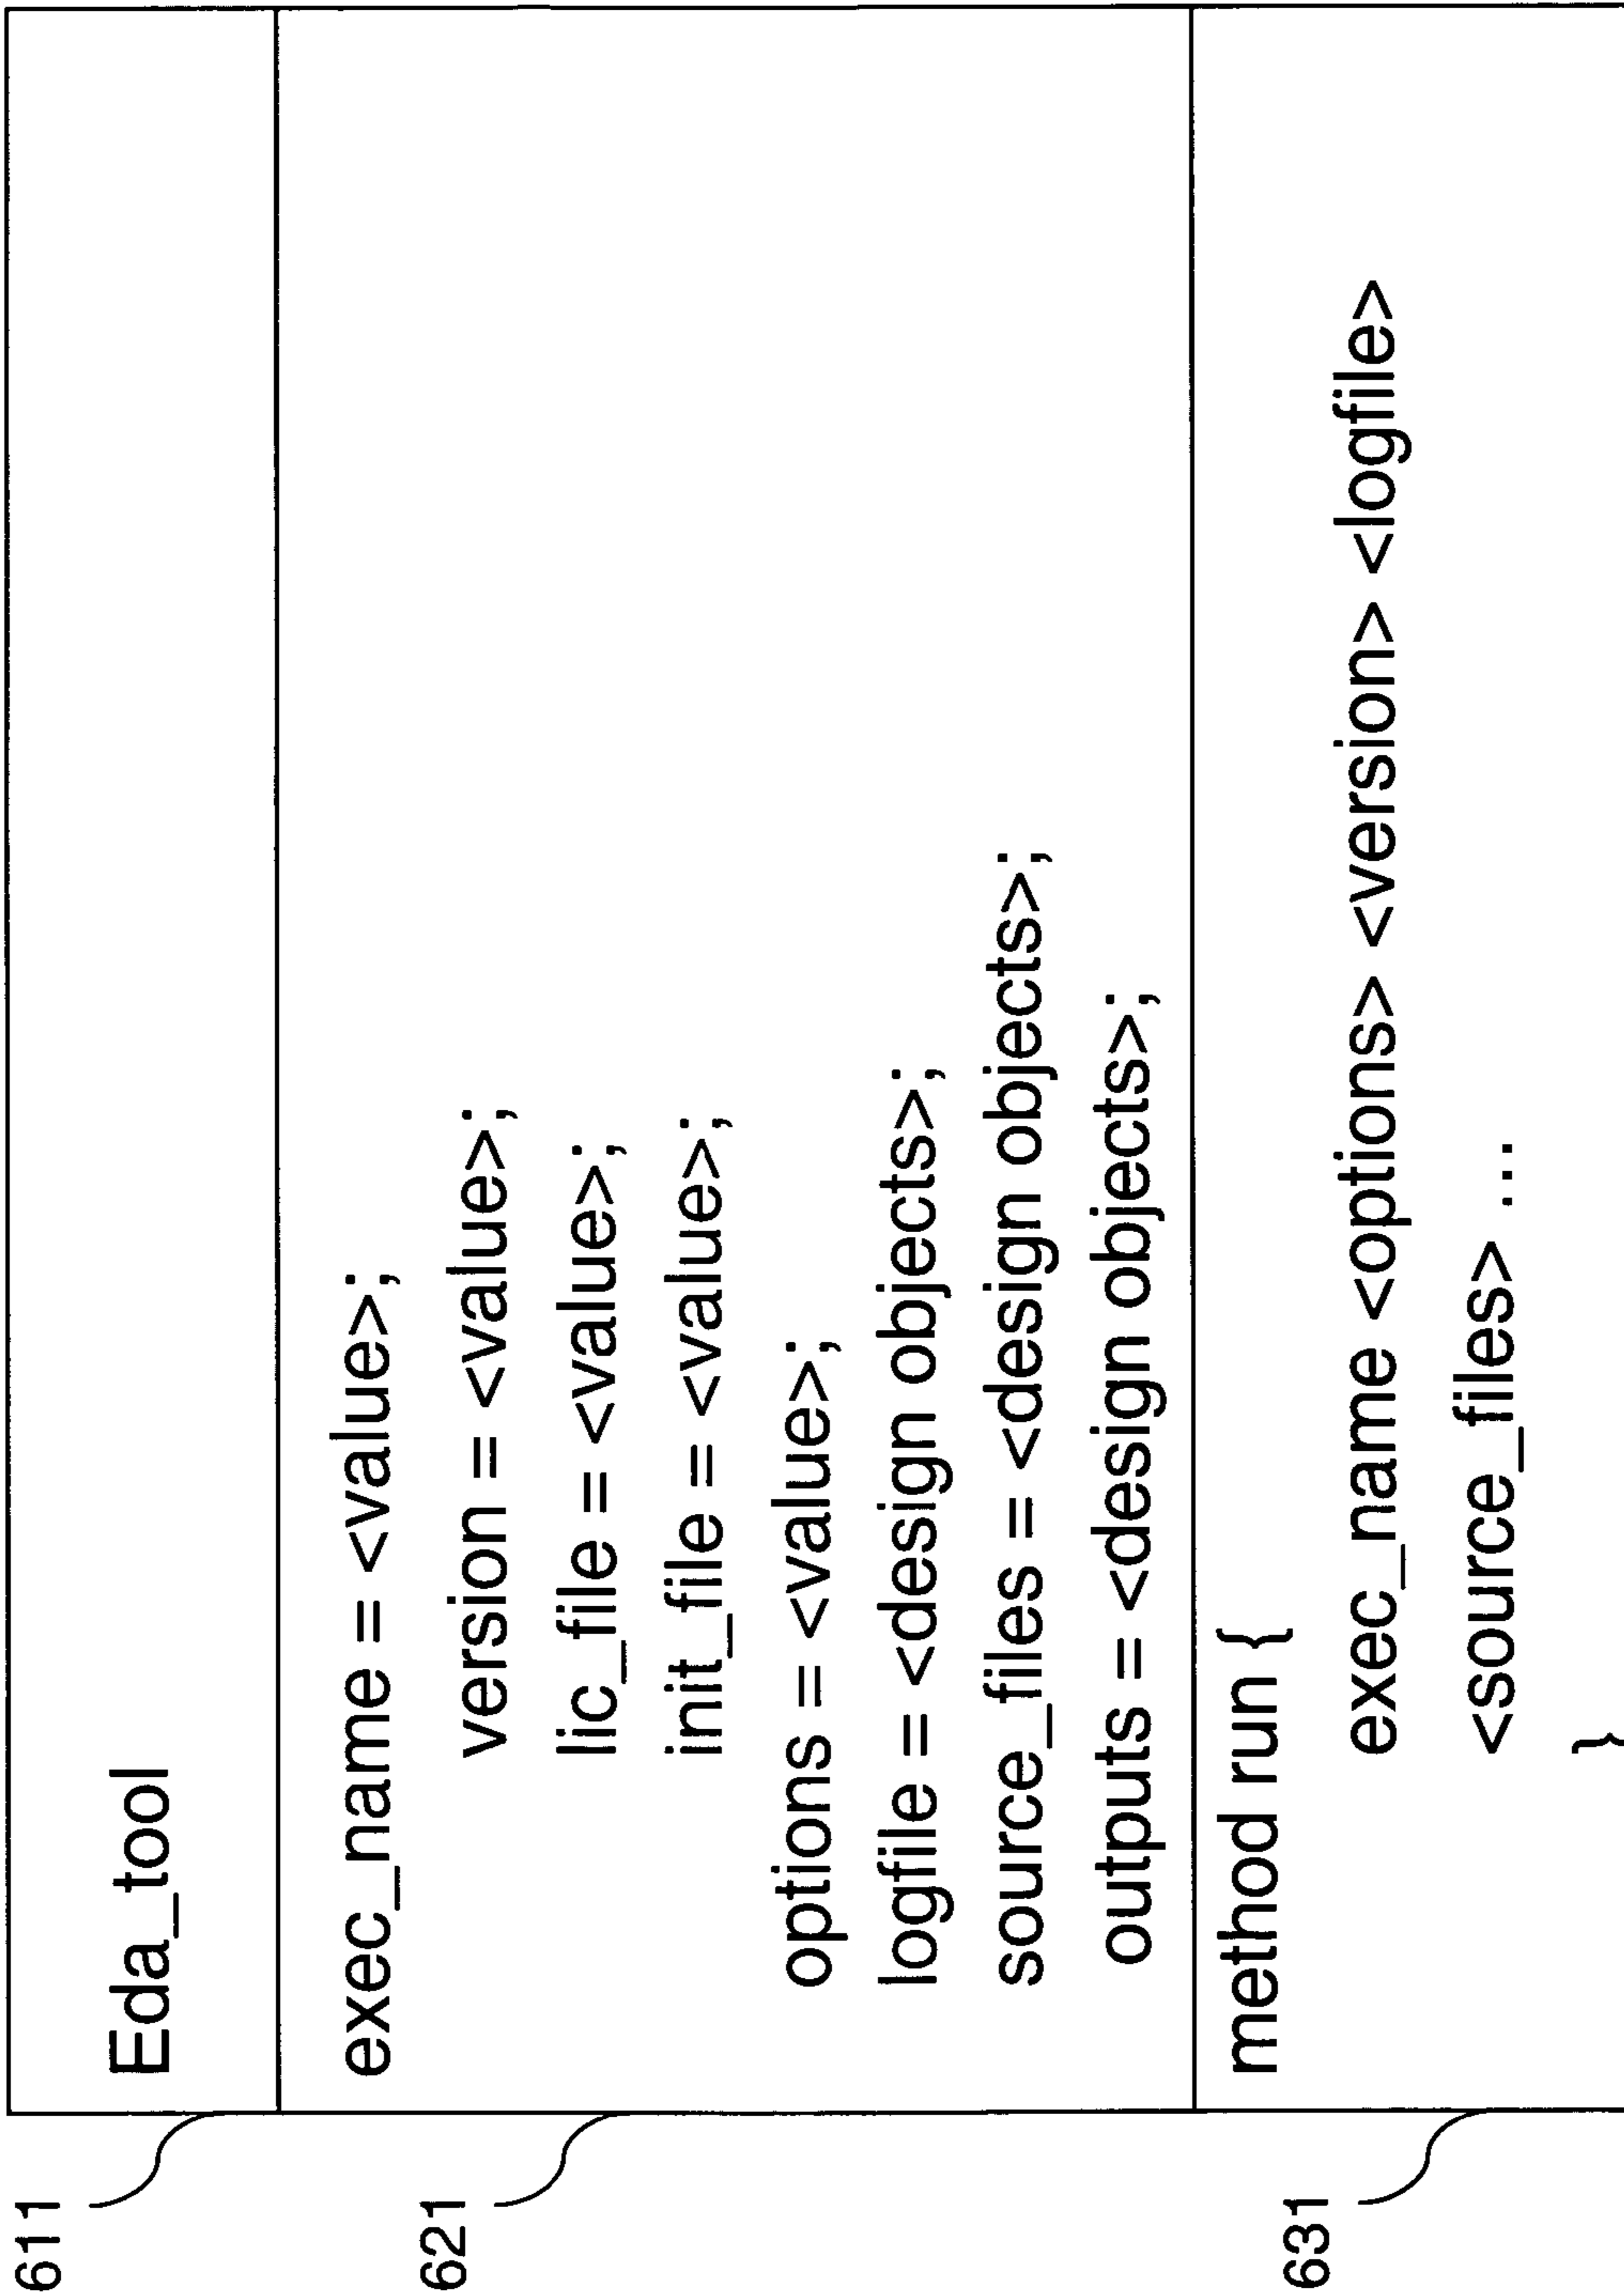 611
Eda_tool
621
exec_name = <value>;
version = <value>;
lic_file = <value>;
init_file = <value>;
options = <value>;
logfile = <design objects>;
source_files = <design objects>;
outputs = <design objects>;
631
method run {
exec_name <options> <version> <logfile>
<source_files> ...
}